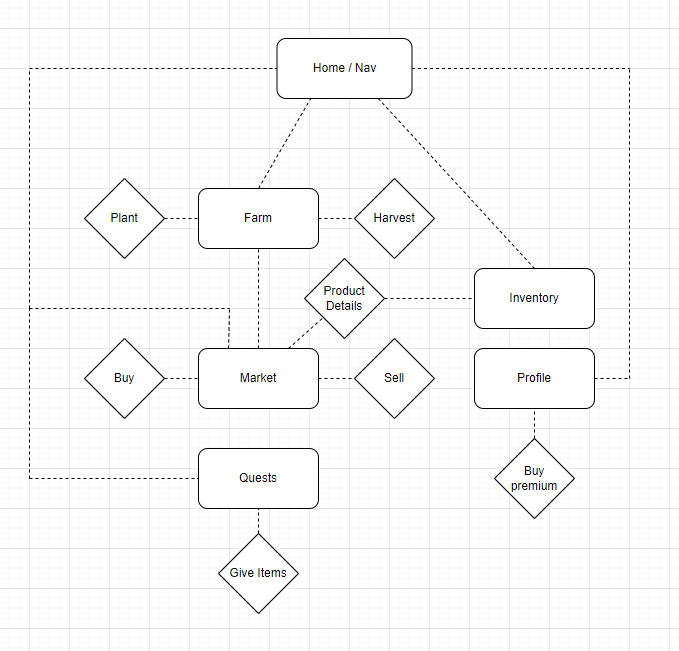 Home / Nav
Plant
Farm
Harvest
Product
Details
Inventory
Buy
Market
Sell
Profile
Quests
Buy
premium
Give Items